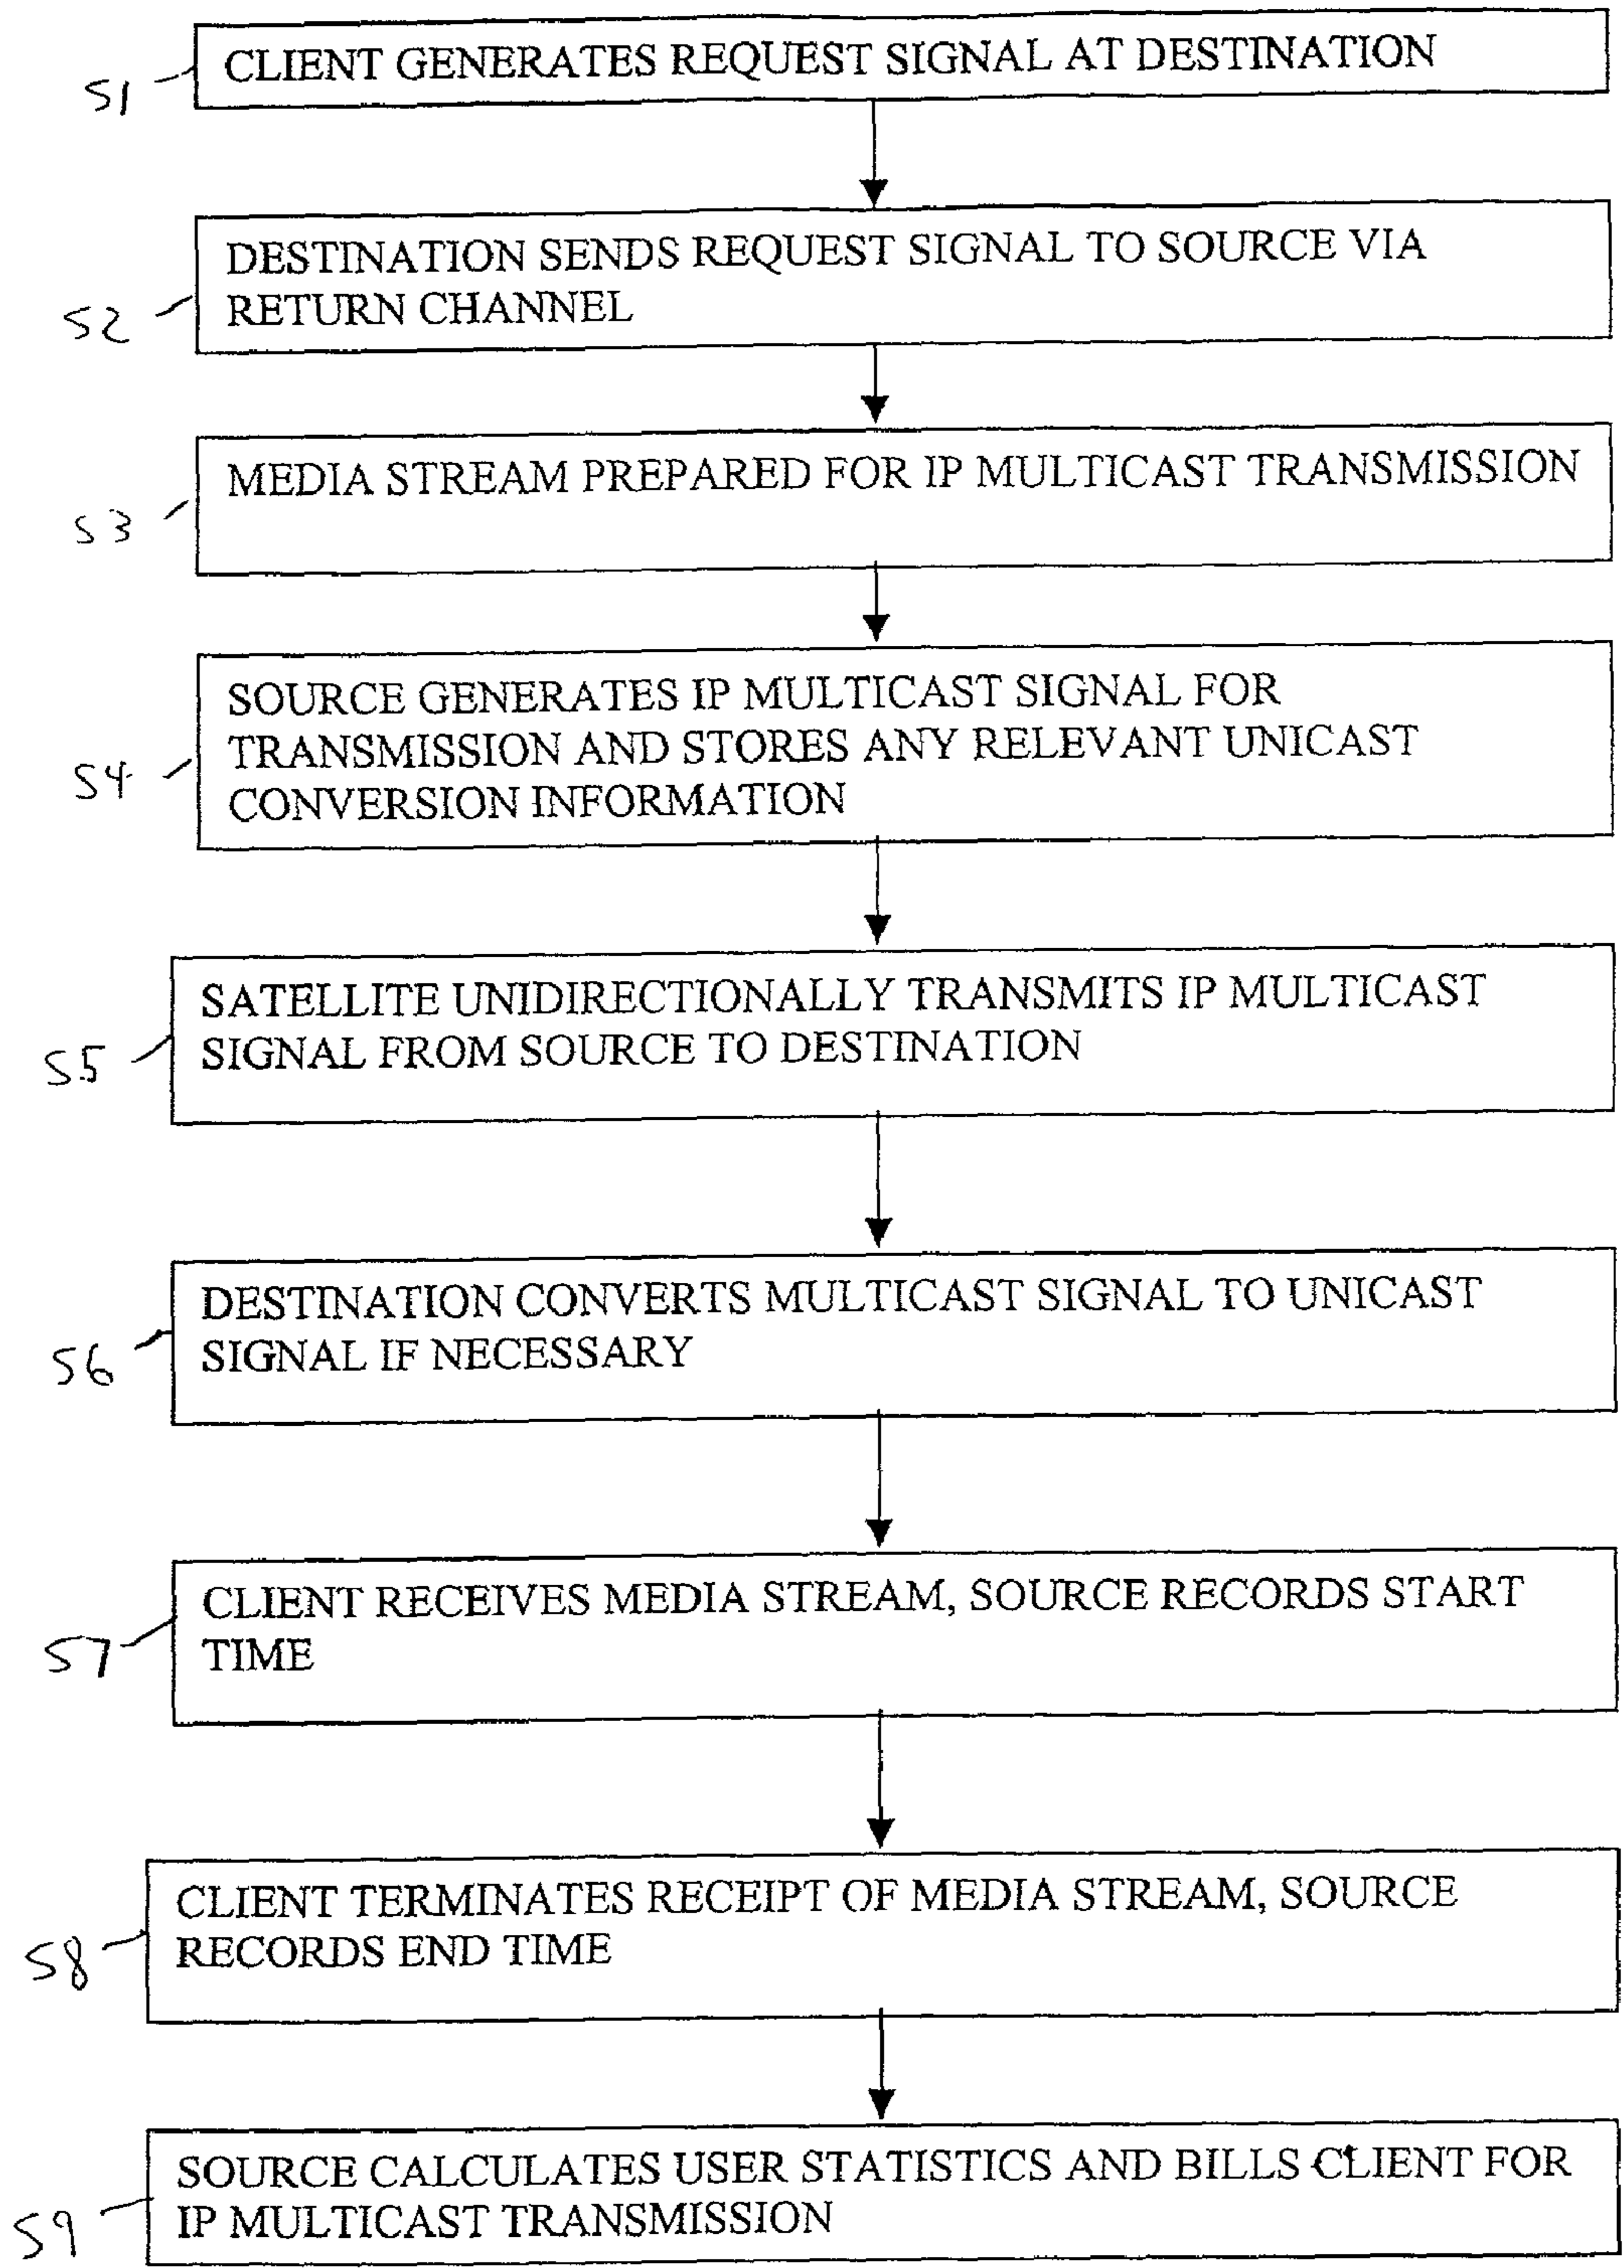 S1 CLIENT GENERATES REQUEST SIGNAL AT DESTINATION
DESTINATION SENDS REQUEST SIGNAL TO SOURCE VIA
S2 RETURN CHANNEL
MEDIA STREAM PREPARED FOR IP MULTICAST TRANSMISSION
S3
SOURCE GENERATES IP MULTICAST SIGNAL FOR
TRANSMISSION AND STORES ANY RELEVANT UNICAST
S4 CONVERSION INFORMATION
SATELLITE UNIDIRECTIONALLY TRANSMITS IP MULTICAST
S5 SIGNAL FROM SOURCE TO DESTINATION
DESTINATION CONVERTS MULTICAST SIGNAL TO UNICAST
S6 SIGNAL IF NECESSARY
CLIENT RECEIVES MEDIA STREAM, SOURCE RECORDS START
S7 TIME
CLIENT TERMINATES RECEIPT OF MEDIA STREAM, SOURCE
S8 RECORDS END TIME
SOURCE CALCULATES USER STATISTICS AND BILLS CLIENT FOR
S9 IP MULTICAST TRANSMISSION